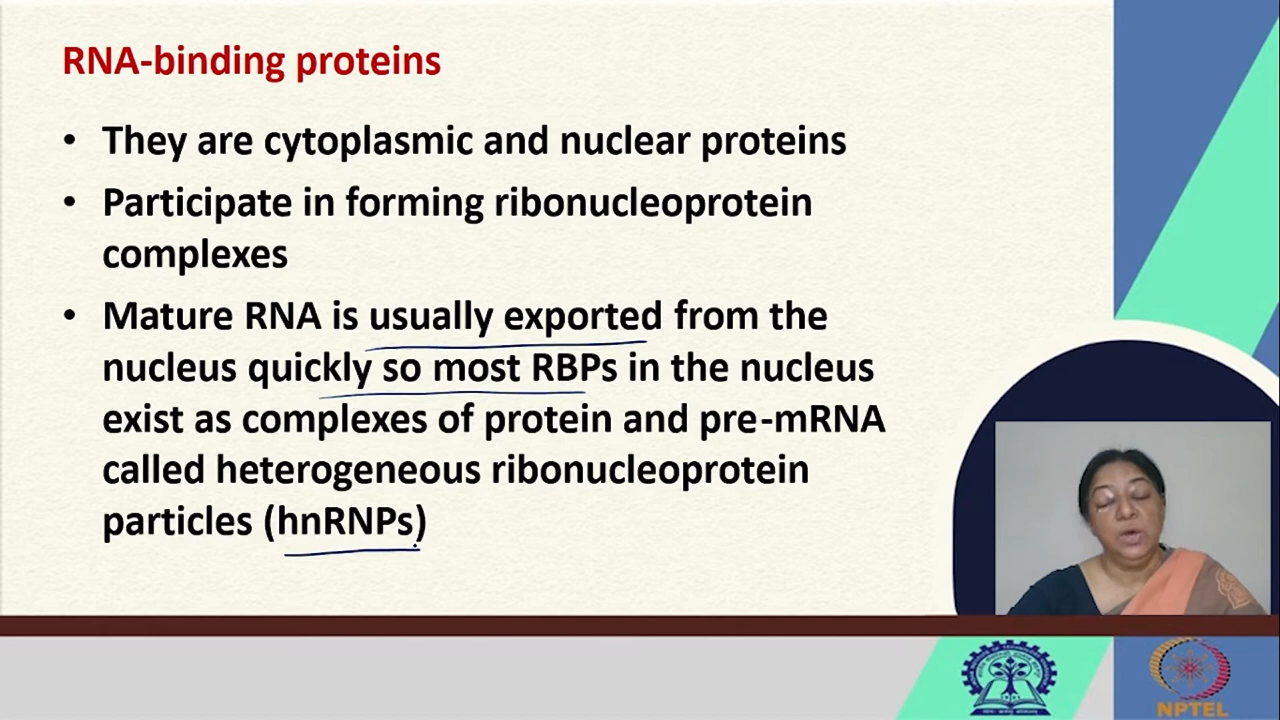 RNA-binding proteins
• They are cytoplasmic and nuclear proteins
• Participate in forming ribonucleoprotein
complexes
• Mature RNA is usually exported from the
nucleus quickly so most RBPs in the nucleus
exist as complexes of protein and pre-mRNA
called heterogeneous ribonucleoprotein
particles (hnRNPs)
NPTEL